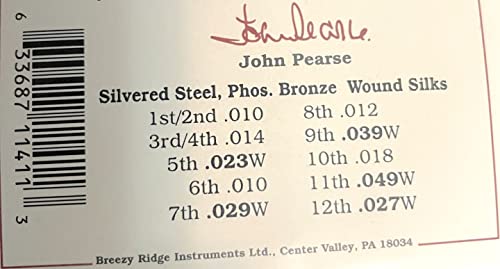 John Pearse
John Pearse
Silvered Steel, Phos. Bronze Wound Silks
1st/2nd .010 8th .012
3rd/4th .014 9th .039W
5th .023W 10th .018
6th .010 11th .049W
7th .029W 12th .027W
Breezy Ridge Instruments Ltd., Center Valley, PA 18034
6 33687 11411 3